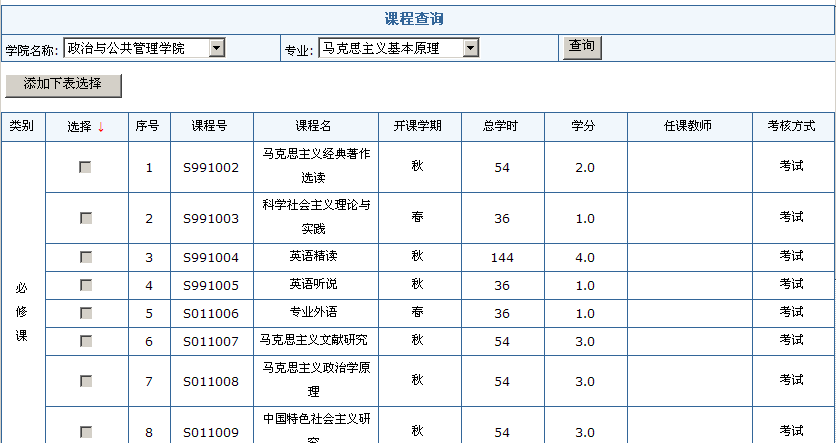 课程查询
学院名称: 政治与公共管理学院 专业: 马克思主义基本原理 查询
添加下表选择
类别 选择 ↓ 序号 课程号 课程名 开课学期 总学时 学分 任课教师 考核方式
必修课
1 S991002 马克思主义经典著作选读 秋 54 2.0 考试
2 S991003 科学社会主义理论与实践 春 36 1.0 考试
3 S991004 英语精读 秋 144 4.0 考试
4 S991005 英语听说 秋 36 1.0 考试
5 S011006 专业外语 春 36 1.0 考试
6 S011007 马克思主义文献研究 秋 54 3.0 考试
7 S011008 马克思主义政治学原理 秋 54 3.0 考试
8 S011009 中国特色社会主义研 秋 54 3.0 考试